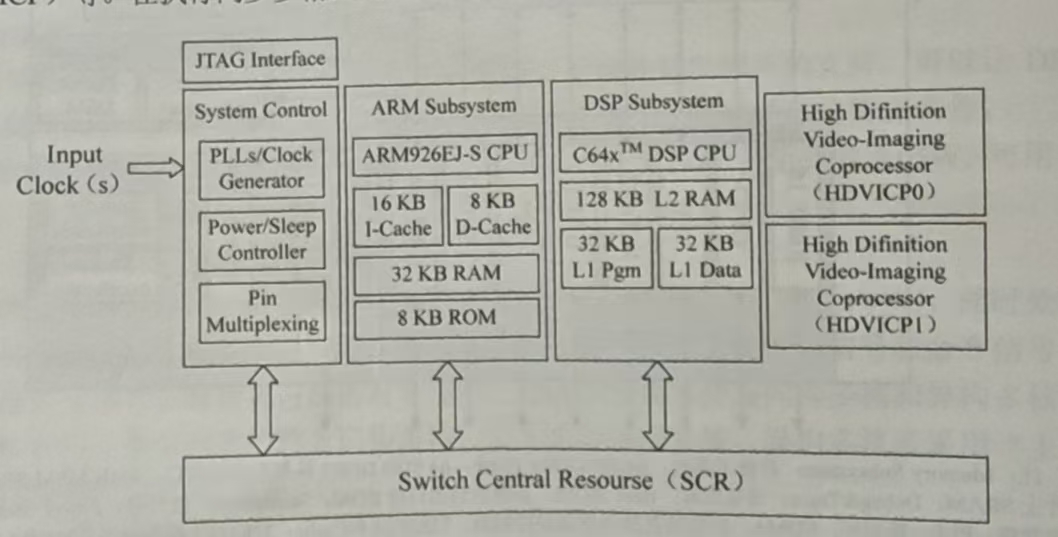 JTAG Interface
Input
Clock（s）
System Control
PLLs/Clock
Generator
Power/Sleep
Controller
Pin
Multiplexing
ARM Subsystem
ARM926EJ-S CPU
16 KB
I-Cache
8 KB
D-Cache
32 KB RAM
8 KB ROM
DSP Subsystem
C64x™ DSP CPU
128 KB L2 RAM
32 KB
L1 Pgm
32 KB
L1 Data
High Difinition
Video-Imaging
Coprocessor
（HDVICP0）
High Difinition
Video-Imaging
Coprocessor
（HDVICP1）
Switch Central Resourse（SCR）